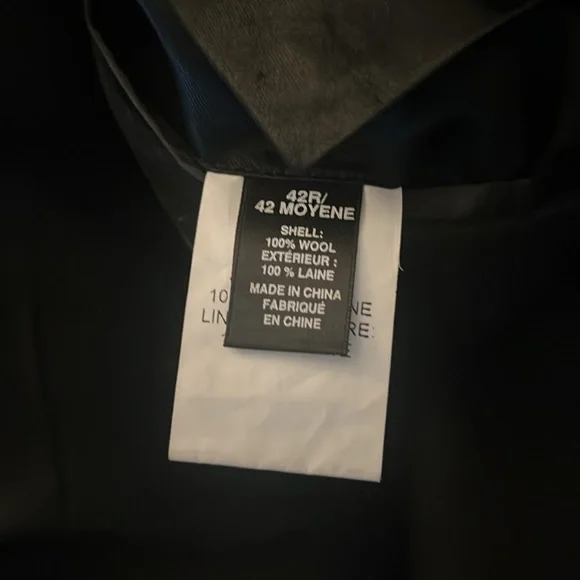 42R/
42 MOYENE
SHELL:
100% WOOL
EXTÉRIEUR :
100 % LAINE
MADE IN CHINA
FABRIQUÉ
EN CHINE